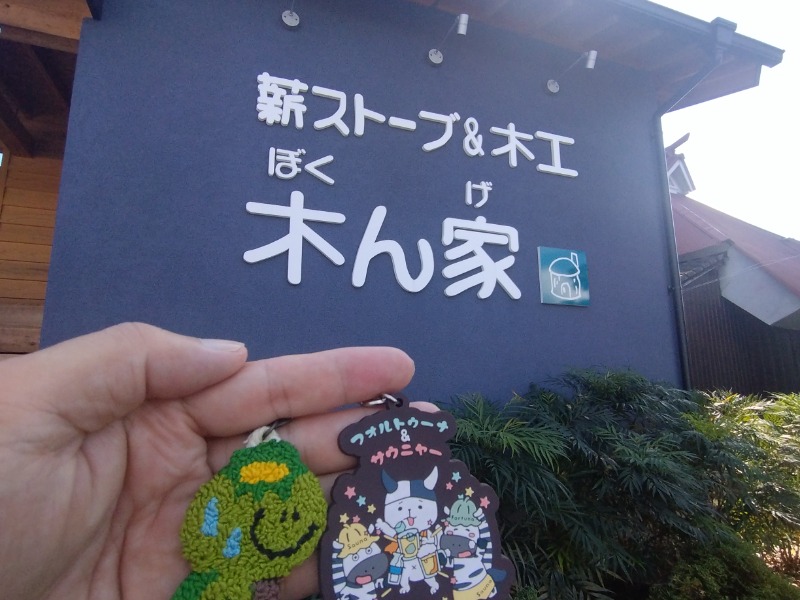 薪ストーブ&木工
ぼく げ
木ん家
フォルトゥーメ
&
サウニャー